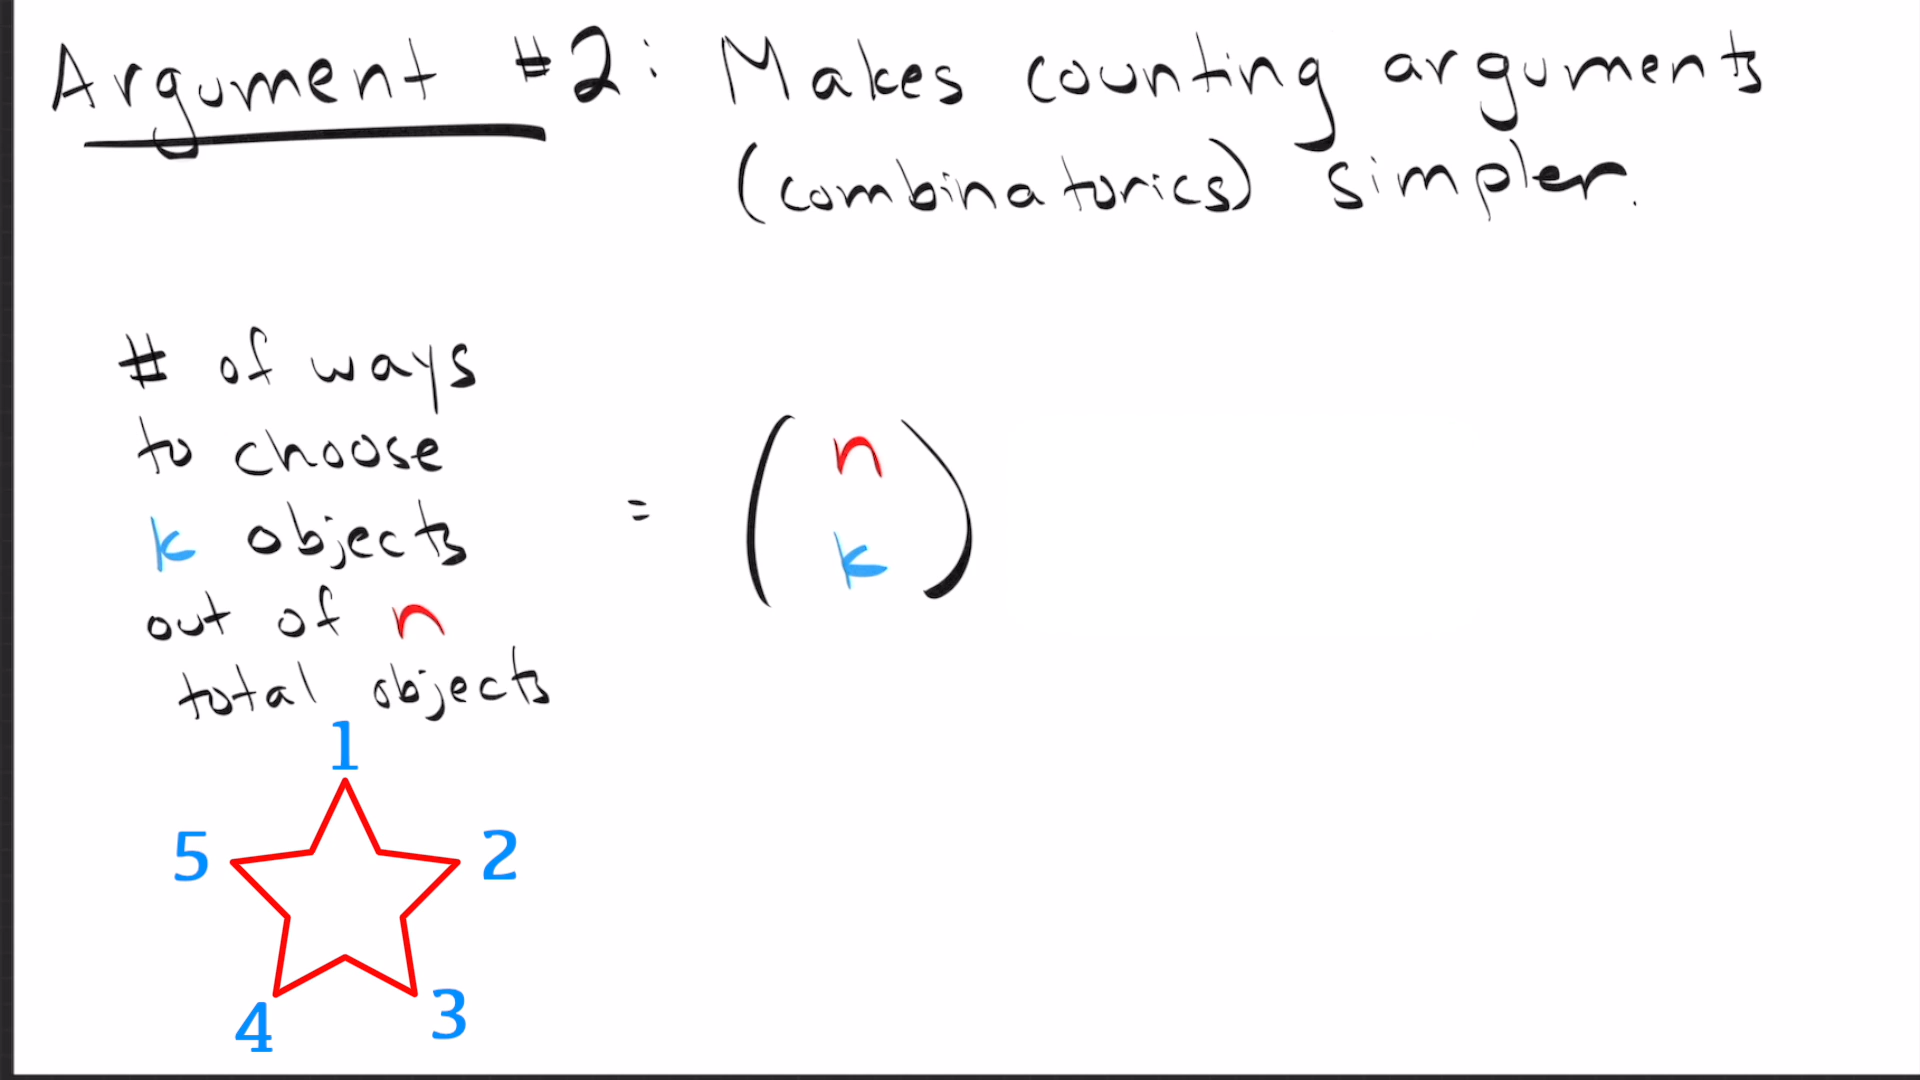 Argument #2: Makes counting arguments
(combinatorics) simpler.
# of ways
to choose
k objects
out of n
total objects
= ( n
k )
1
5 2
4 3